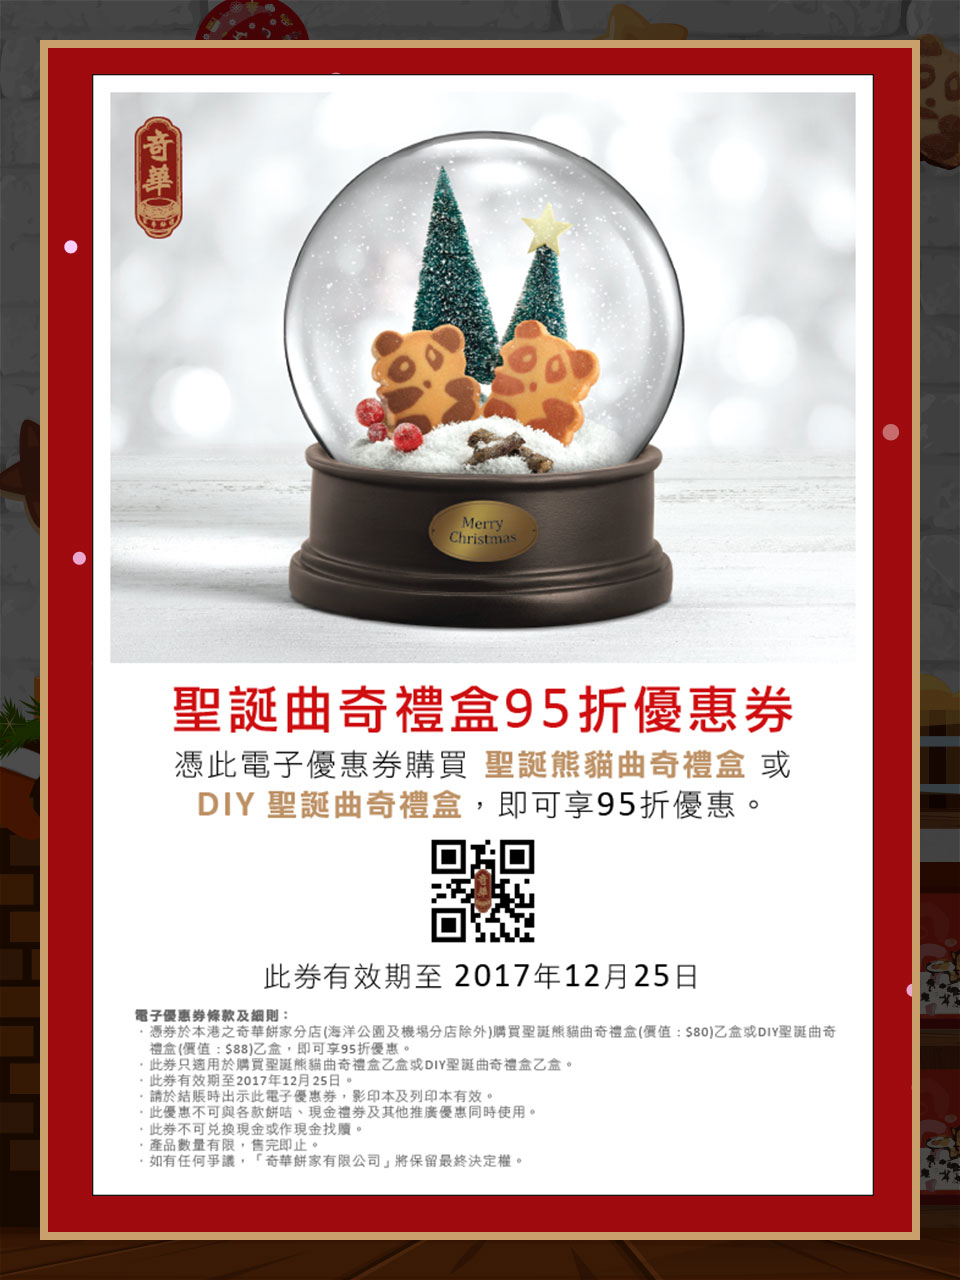 奇華
Merry
Christmas
聖誕曲奇禮盒95折優惠券
憑此電子優惠券購買 聖誕熊貓曲奇禮盒 或
DIY 聖誕曲奇禮盒，即可享95折優惠。
奇華
此券有效期至 2017年12月25日
電子優惠券條款及細則：
· 憑券於本港之奇華餅家分店(海洋公園及機場分店除外)購買聖誕熊貓曲奇禮盒(價值：$80)乙盒或DIY聖誕曲奇
禮盒(價值：$88)乙盒，即可享95折優惠。
· 此券只適用於購買聖誕熊貓曲奇禮盒乙盒或DIY聖誕曲奇禮盒乙盒。
· 此券有效期至2017年12月25日。
· 請於結賬時出示此電子優惠券，影印本及列印本有效。
· 此優惠不可與各款餅咭、現金禮券及其他推廣優惠同時使用。
· 此券不可兌換現金或作現金找贖。
· 產品數量有限，售完即止。
· 如有任何爭議，「奇華餅家有限公司」將保留最終決定權。